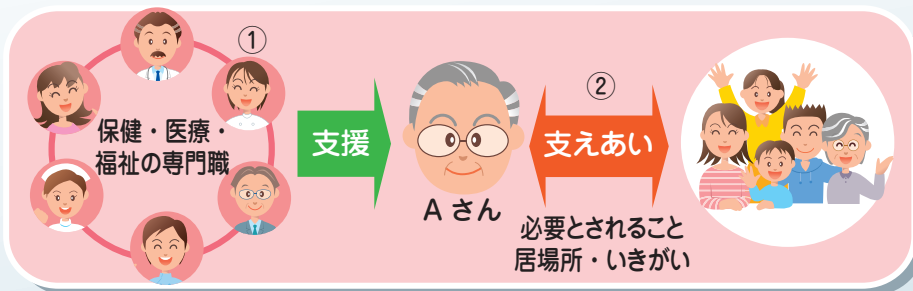 ①
保健・医療・
福祉の専門職
支援
Aさん
②
支えあい
必要とされること
居場所・いきがい